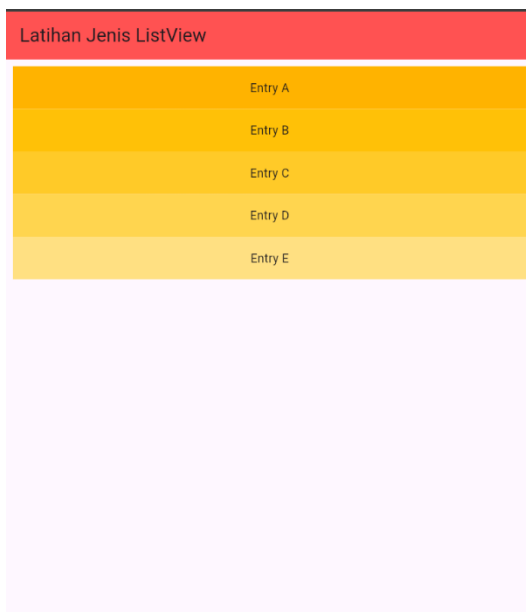 Latihan Jenis ListView
Entry A
Entry B
Entry C
Entry D
Entry E